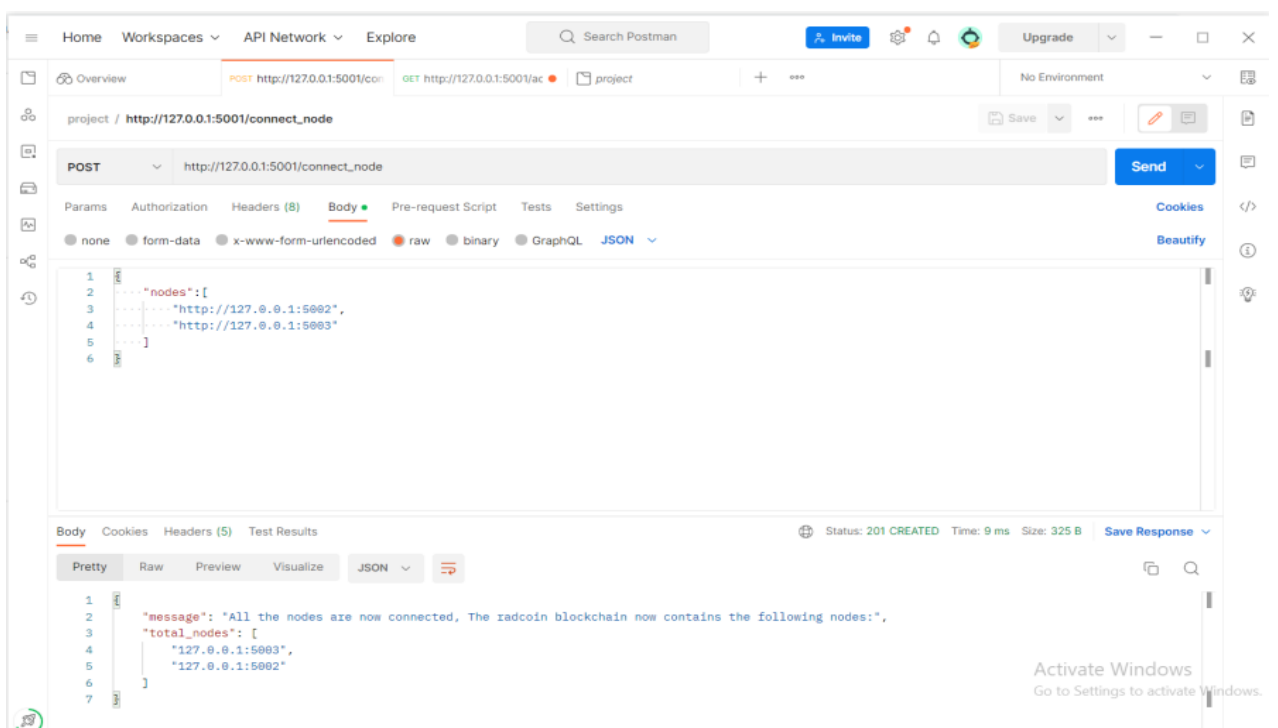 Home Workspaces API Network Explore Search Postman Invite Upgrade
Overview POST http://127.0.0.1:5001/con GET http://127.0.0.1:5001/ac project No Environment
project / http://127.0.0.1:5001/connect_node Save
POST http://127.0.0.1:5001/connect_node Send
Params Authorization Headers (8) Body Pre-request Script Tests Settings Cookies
none form-data x-www-form-urlencoded raw binary GraphQL JSON Beautify
1 {
2 "nodes":[
3 "http://127.0.0.1:5002",
4 "http://127.0.0.1:5003"
5 ]
6 }
Body Cookies Headers (5) Test Results Status: 201 CREATED Time: 9 ms Size: 325 B Save Response
Pretty Raw Preview Visualize JSON
1 {
2 "message": "All the nodes are now connected, The radcoin blockchain now contains the following nodes:",
3 "total_nodes": [
4 "127.0.0.1:5003",
5 "127.0.0.1:5002"
6 ]
7 }
Activate Windows
Go to Settings to activate Windows.